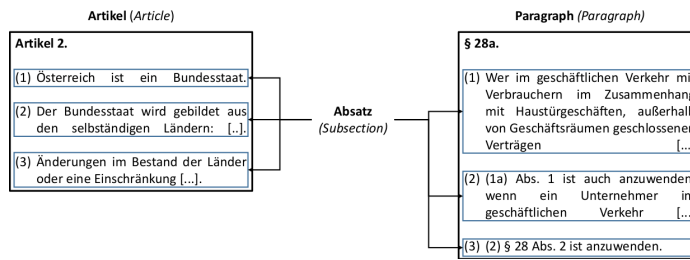 Artikel (Article)
Artikel 2.
(1) Österreich ist ein Bundesstaat.
(2) Der Bundesstaat wird gebildet aus
den selbständigen Ländern: [..].
(3) Änderungen im Bestand der Länder
oder eine Einschränkung [...].
Absatz
(Subsection)
Paragraph (Paragraph)
§ 28a.
(1) Wer im geschäftlichen Verkehr mi
Verbrauchern im Zusammenhang
mit Haustürgeschäften, außerhall
von Geschäftsräumen geschlossener
Verträgen [...
(2) (1a) Abs. 1 ist auch anzuwenden
wenn ein Unternehmer in
geschäftlichen Verkehr [...
(3) (2) § 28 Abs. 2 ist anzuwenden.